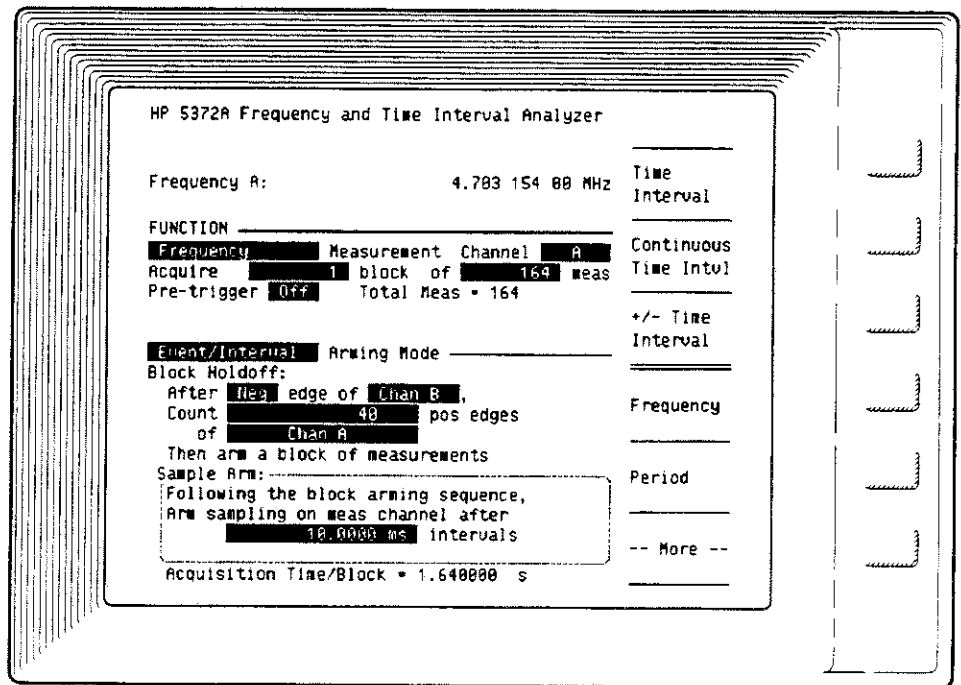 HP 5372A Frequency and Time Interval Analyzer
Frequency A: 4.703 154 00 MHz
FUNCTION
Frequency Measurement Channel A
Acquire 1 block of 164 meas
Pre-trigger Off Total Meas = 164
Event/Interval Arming Mode
Block Holdoff:
After Neg edge of Chan B ,
Count 40 pos edges
of Chan A
Then arm a block of measurements
Sample Arm:
Following the block arming sequence,
Arm sampling on meas channel after
10.0000 ms intervals
Acquisition Time/Block = 1.640000 s
Time
Interval
Continuous
Time Intvl
+/- Time
Interval
Frequency
Period
-- More --